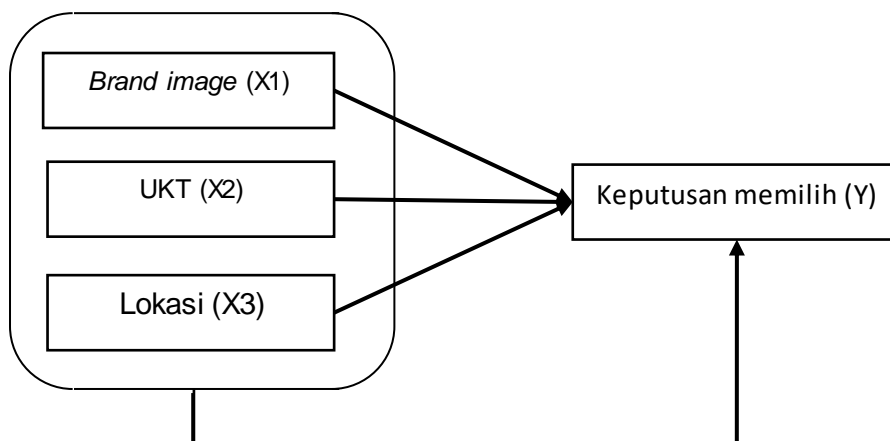 Brand image (X1)
UKT (X2)
Keputusan memilih (Y)
Lokasi (X3)